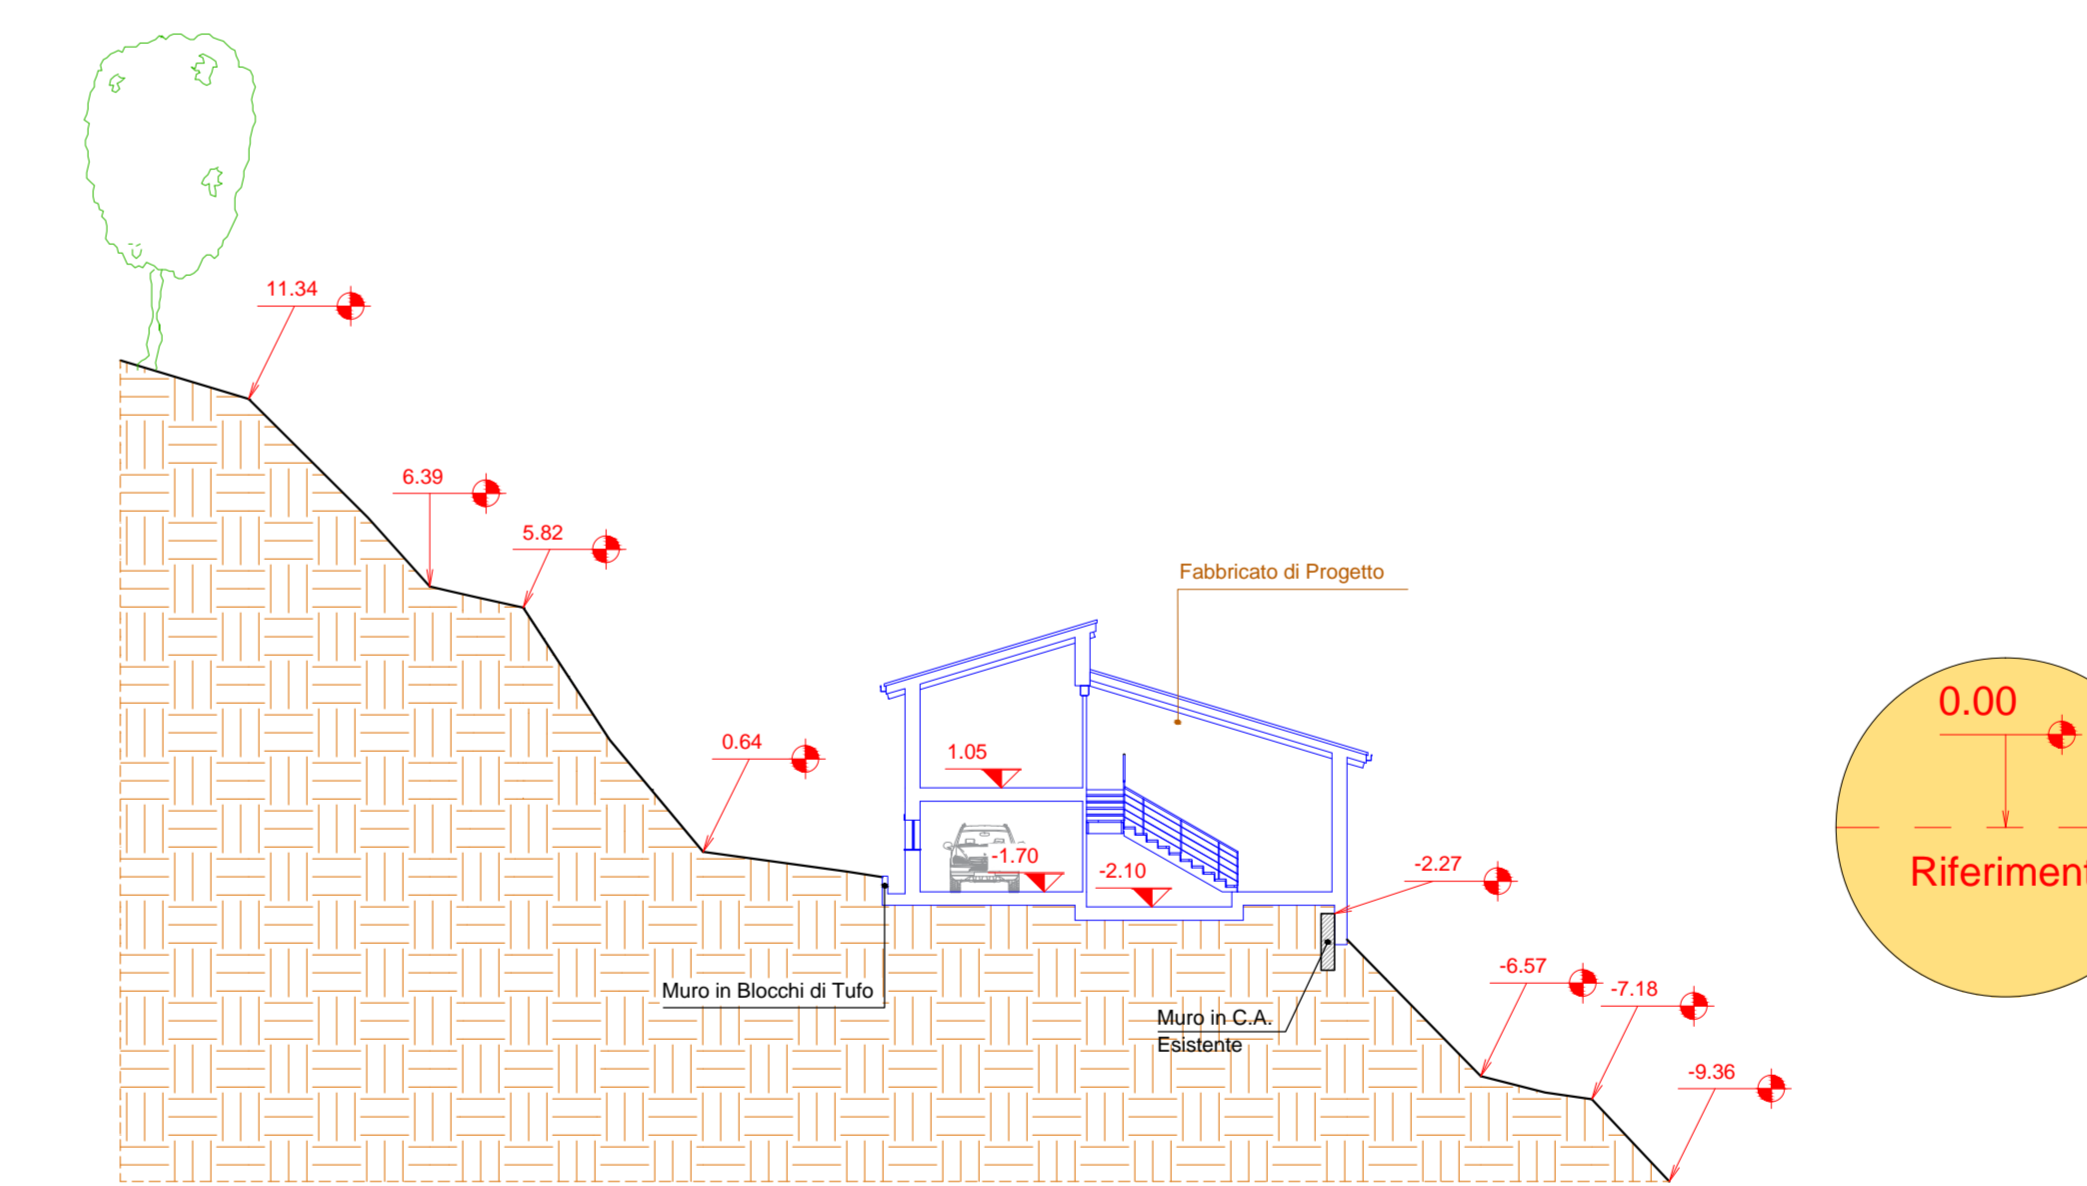 11.34
6.39
5.82
Fabbricato di Progetto
0.00
0.64
1.05
-1.70
-2.10
-2.27
Riferiment
-6.57
-7.18
Muro in Blocchi di Tufo
Muro in C.A.
Esistente
-9.36